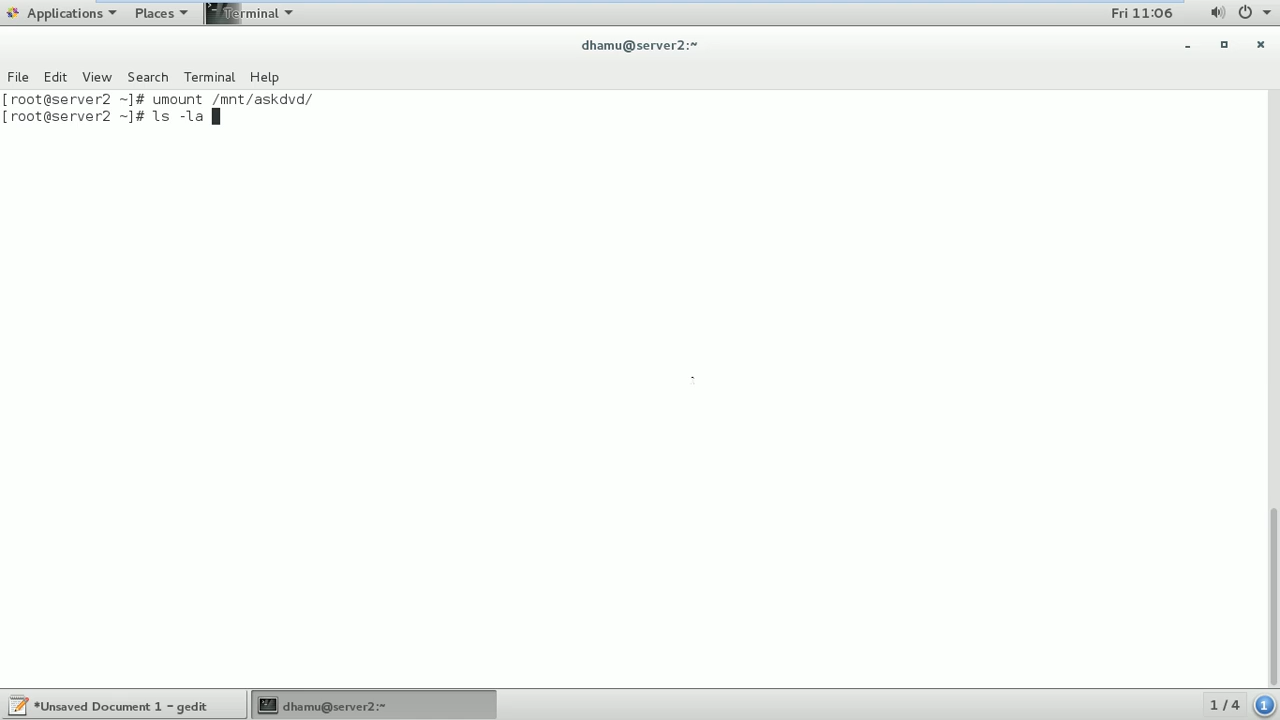 Applications Places Terminal Fri 11:06
dhamu@server2:~
File Edit View Search Terminal Help
[root@server2 ~]# umount /mnt/askdvd/
[root@server2 ~]# ls -la
*Unsaved Document 1 - gedit dhamu@server2:~ 1 / 4 1